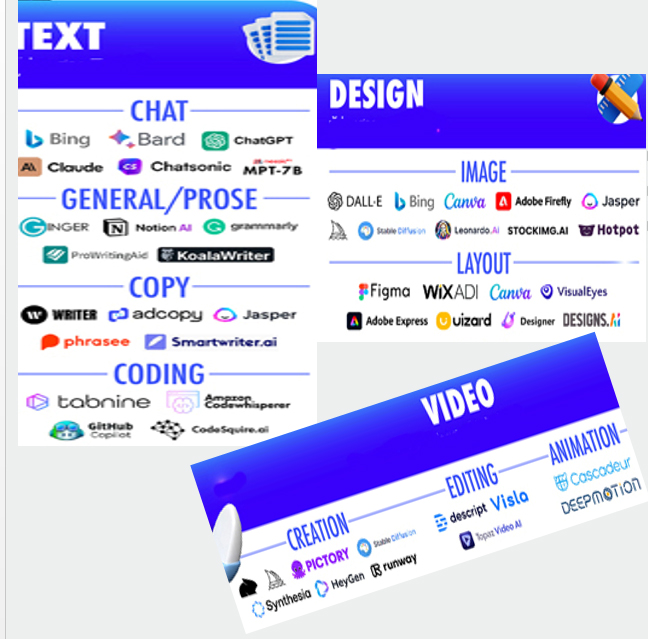 TEXT
CHAT
Bing Bard ChatGPT
Claude Chatsonic MPT-7B
GENERAL/PROSE
GINGER Notion AI grammarly
ProWritingAid KoalaWriter
COPY
WRITER adcopy Jasper
phrasee Smartwriter.ai
CODING
tabnine Amazon Codewhisperer
GitHub Copilot CodeSquire.ai
DESIGN
IMAGE
DALL·E Bing Canva Adobe Firefly Jasper
Stable Diffusion Leonardo.Ai STOCKIMG.AI Hotpot
LAYOUT
Figma WiX ADI Canva VisualEyes
Adobe Express uizard Designer DESIGNS.Ai
VIDEO
CREATION
PICTORY Stable Diffusion
Synthesia HeyGen runway
EDITING
descript Visla
Topaz Video AI
ANIMATION
Cascadeur
DEEPMOTION